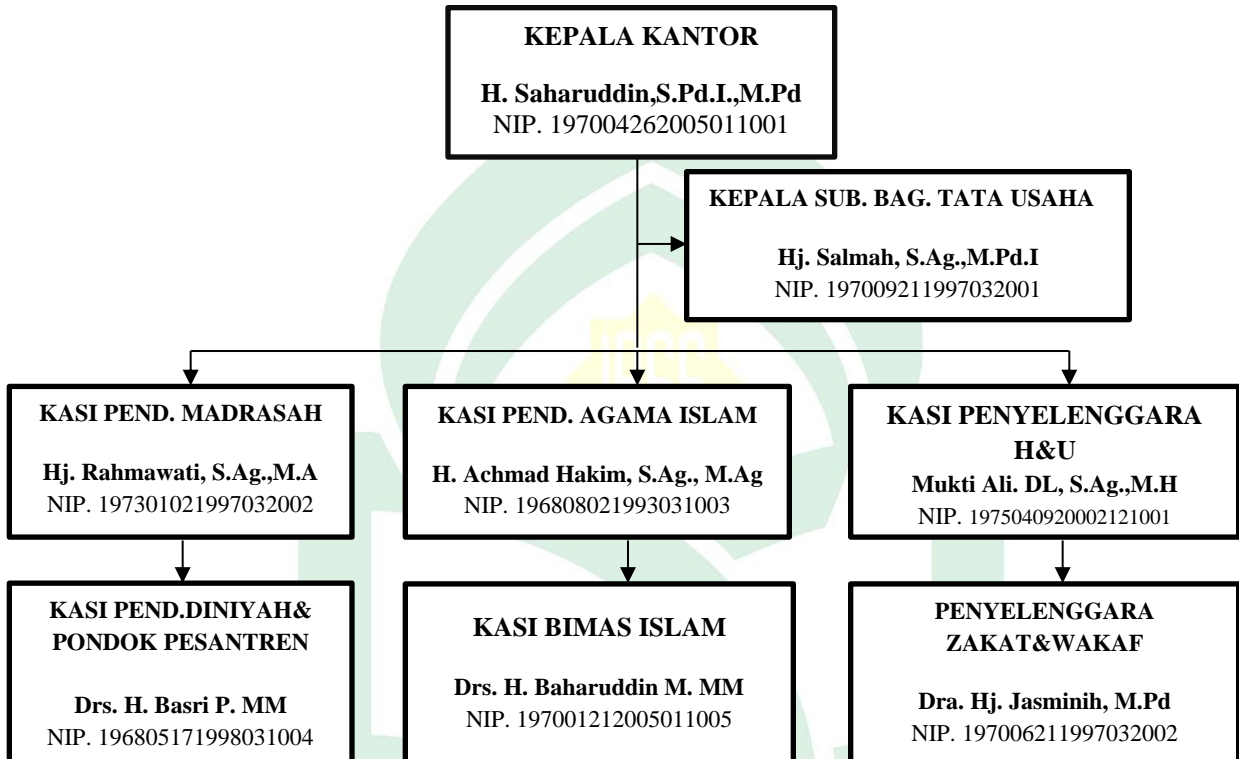 KEPALA KANTOR
H. Saharuddin,S.Pd.I.,M.Pd
NIP. 197004262005011001
KEPALA SUB. BAG. TATA USAHA
Hj. Salmah, S.Ag.,M.Pd.I
NIP. 197009211997032001
KASI PEND. MADRASAH
Hj. Rahmawati, S.Ag.,M.A
NIP. 197301021997032002
KASI PEND. AGAMA ISLAM
H. Achmad Hakim, S.Ag., M.Ag
NIP. 196808021993031003
KASI PENYELENGGARA
H&U
Mukti Ali. DL, S.Ag.,M.H
NIP. 1975040920002121001
KASI PEND.DINIYAH&
PONDOK PESANTREN
Drs. H. Basri P. MM
NIP. 196805171998031004
KASI BIMAS ISLAM
Drs. H. Baharuddin M. MM
NIP. 197001212005011005
PENYELENGGARA
ZAKAT&WAKAF
Dra. Hj. Jasminih, M.Pd
NIP. 197006211997032002